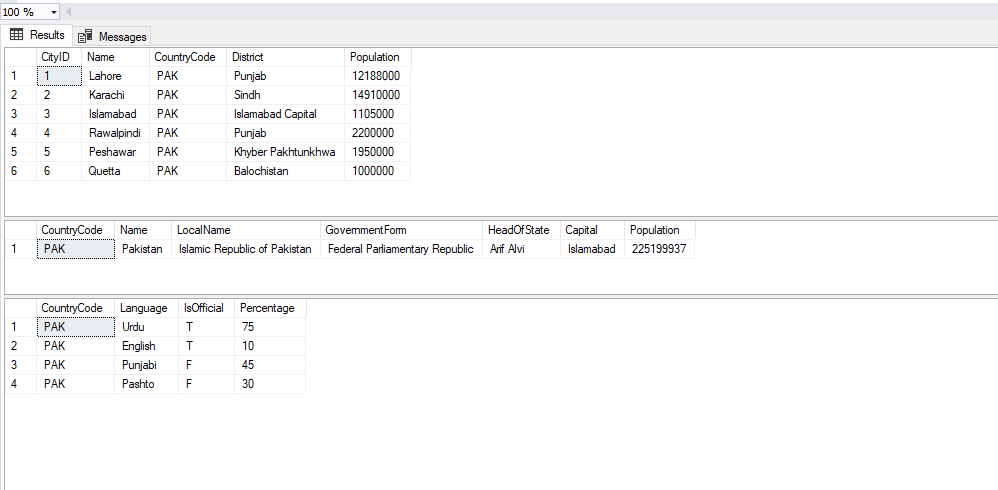 100 %
Results Messages
CityID Name CountryCode District Population
1 1 Lahore PAK Punjab 12188000
2 2 Karachi PAK Sindh 14910000
3 3 Islamabad PAK Islamabad Capital 1105000
4 4 Rawalpindi PAK Punjab 2200000
5 5 Peshawar PAK Khyber Pakhtunkhwa 1950000
6 6 Quetta PAK Balochistan 1000000
CountryCode Name LocalName GovernmentForm HeadOfState Capital Population
1 PAK Pakistan Islamic Republic of Pakistan Federal Parliamentary Republic Arif Alvi Islamabad 225199937
CountryCode Language IsOfficial Percentage
1 PAK Urdu T 75
2 PAK English T 10
3 PAK Punjabi F 45
4 PAK Pashto F 30